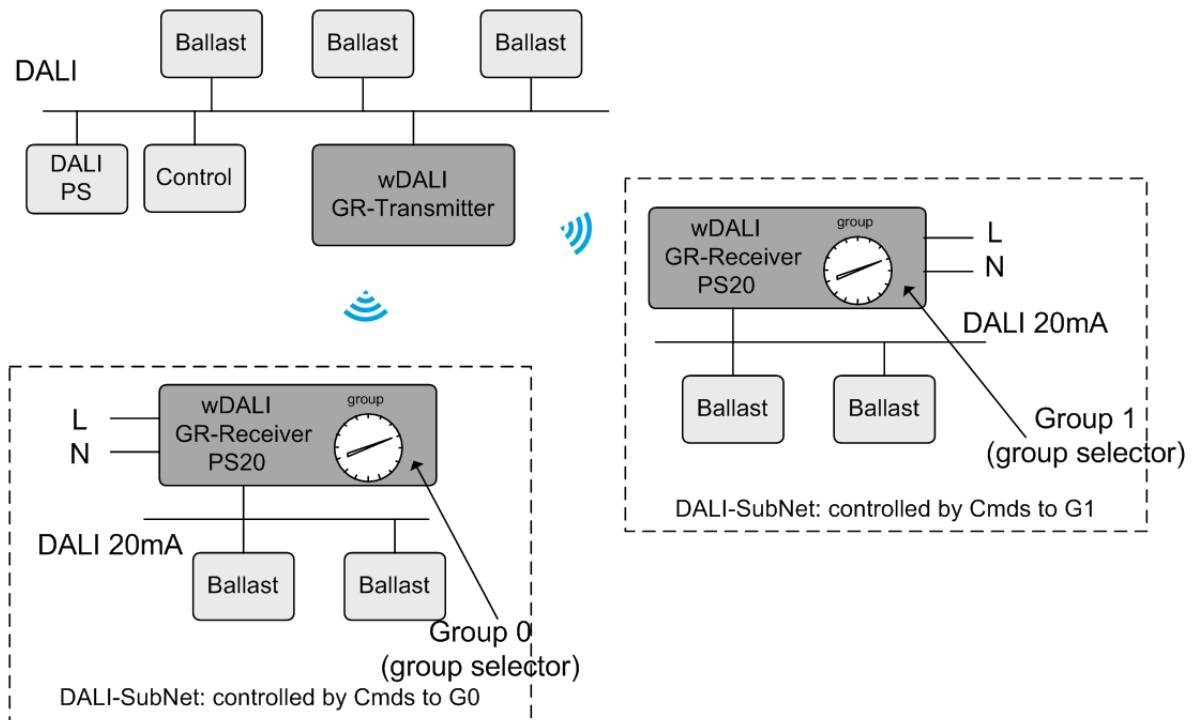 Ballast
Ballast
Ballast
DALI
DALI
PS
Control
wDALI
GR-Transmitter
wDALI
GR-Receiver
PS20
group
L
N
DALI 20mA
Ballast
Ballast
Group 1
(group selector)
DALI-SubNet: controlled by Cmds to G1
L
N
wDALI
GR-Receiver
PS20
group
DALI 20mA
Ballast
Ballast
Group 0
(group selector)
DALI-SubNet: controlled by Cmds to G0